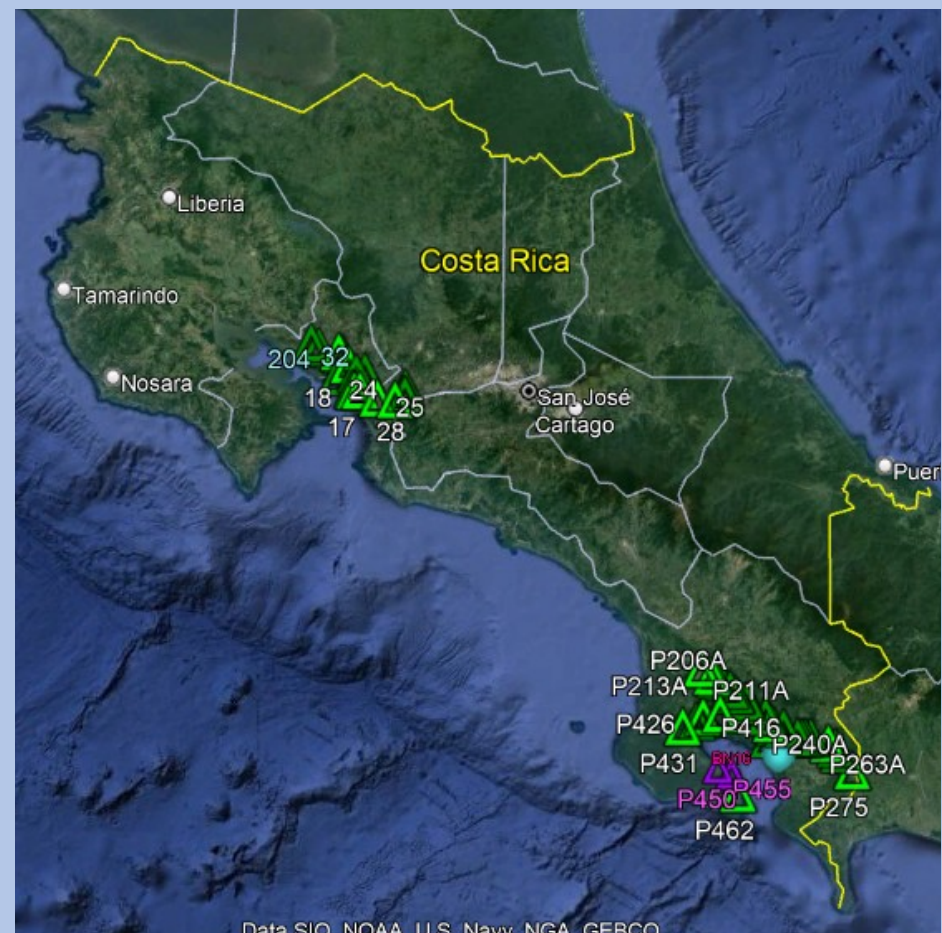 Liberia
Costa Rica
Tamarindo
204
32
Nosara
18
24
25
San José
17
28
Cartago
Puer
P206A
P213A
P211A
P426
P416
P240A
P431
BN16
P263A
P450
P455
P275
P462
Data SIO, NOAA, U.S. Navy, NGA, GEBCO